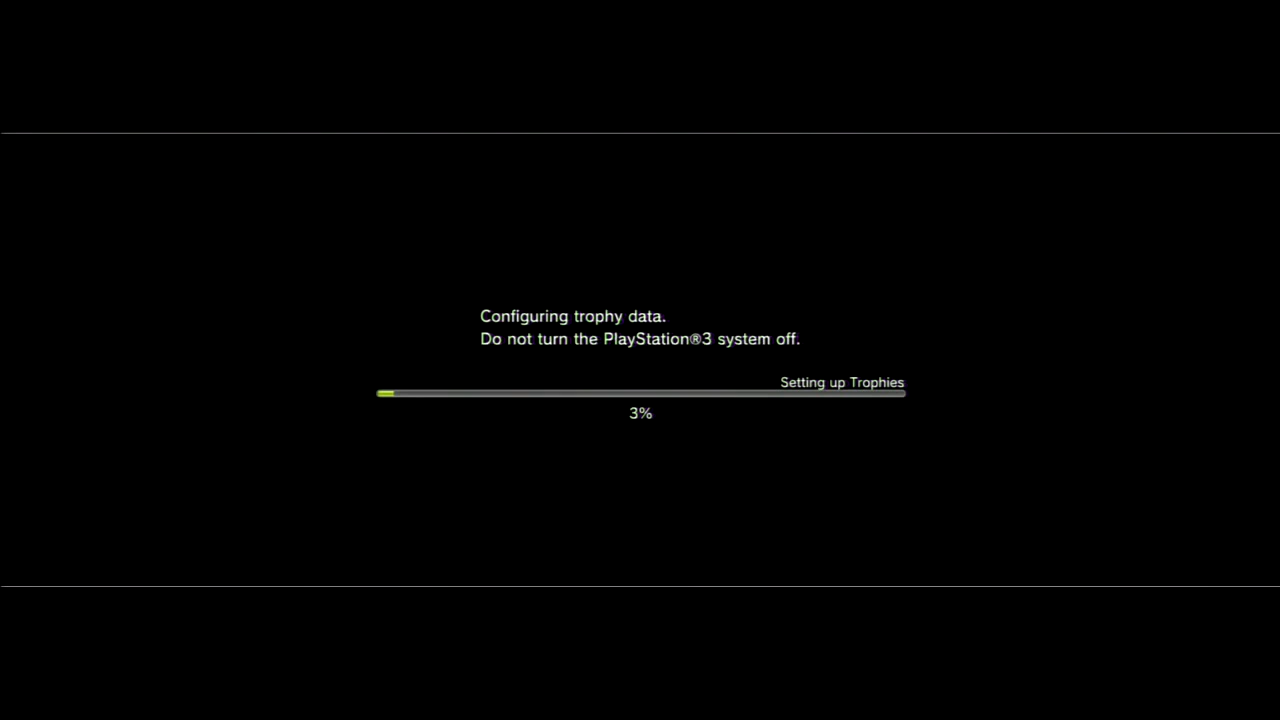 Configuring trophy data.
Do not turn the PlayStation®3 system off.
Setting up Trophies
3%